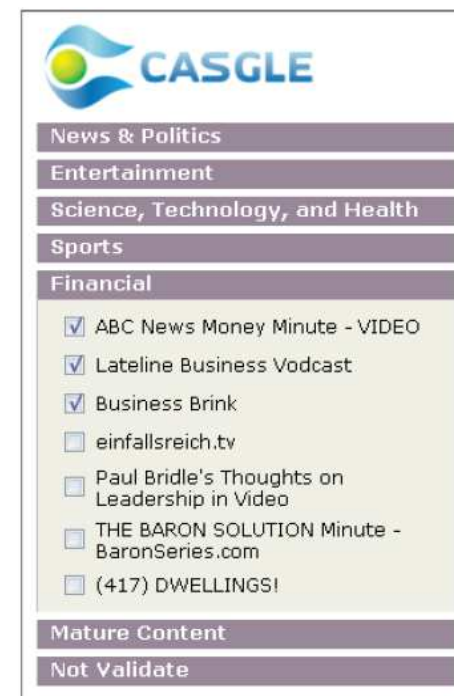 CASGLE
News & Politics
Entertainment
Science, Technology, and Health
Sports
Financial
ABC News Money Minute - VIDEO
Lateline Business Vodcast
Business Brink
einfallsreich.tv
Paul Bridle's Thoughts on
Leadership in Video
THE BARON SOLUTION Minute -
BaronSeries.com
(417) DWELLINGS!
Mature Content
Not Validate